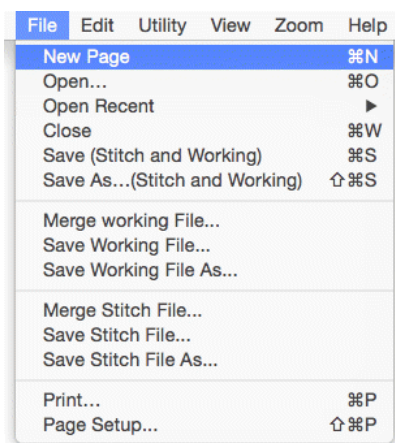 File Edit Utility View Zoom Help
New Page ⌘N
Open... ⌘O
Open Recent ▶
Close ⌘W
Save (Stitch and Working) ⌘S
Save As...(Stitch and Working) ⇧⌘S
Merge working File...
Save Working File...
Save Working File As...
Merge Stitch File...
Save Stitch File...
Save Stitch File As...
Print... ⌘P
Page Setup... ⇧⌘P